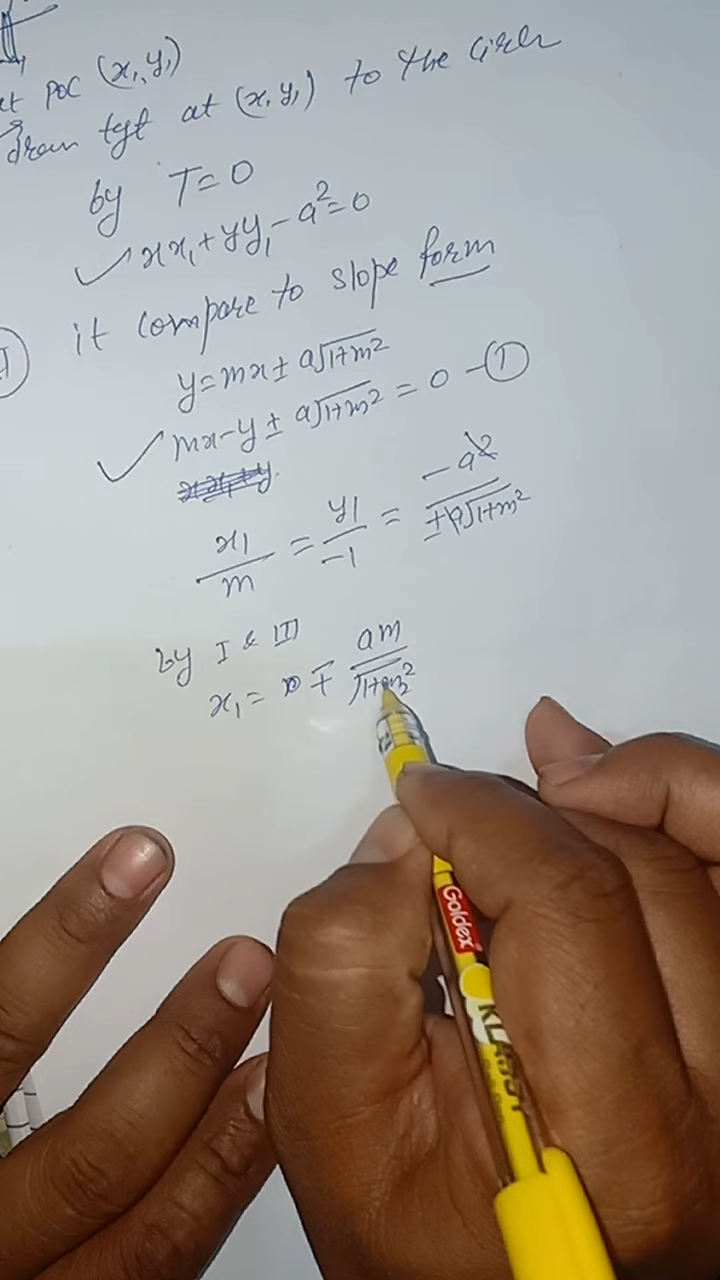 POC (x₁, y₁)
draw tgt at (x₁ y₁) to the
by T=0
xx₁+yy₁-a²=0
it compare to slope form
y=mx±a√1+m²
mx-y±a√1+m²=0 -①
x₁/m = y₁/-1 = -a²/±a√1+m²
by I & III
x₁= ∓ am/√1+m²
Goldex
KLASSY